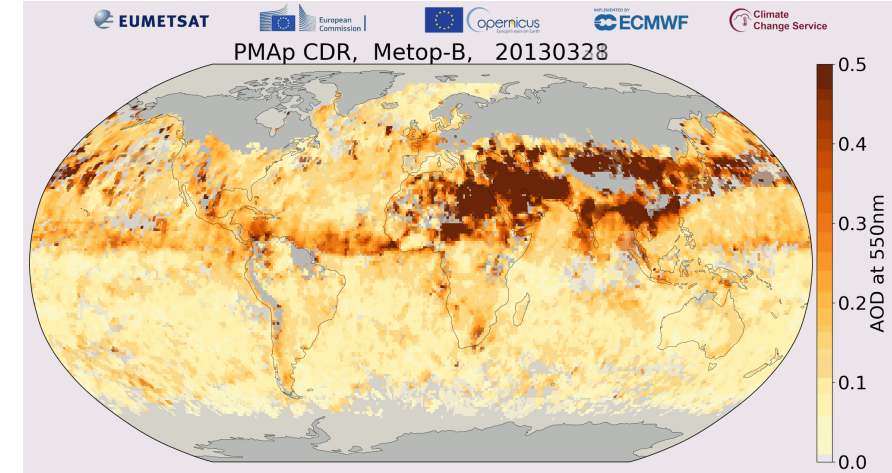 EUMETSAT
European
Commission
opernicus
Europe's eyes on Earth
IMPLEMENTED BY
ECMWF
Climate
Change Service
PMAp CDR, Metop-B, 20130328
0.5
0.4
0.3
0.2
0.1
0.0
AOD at 550nm